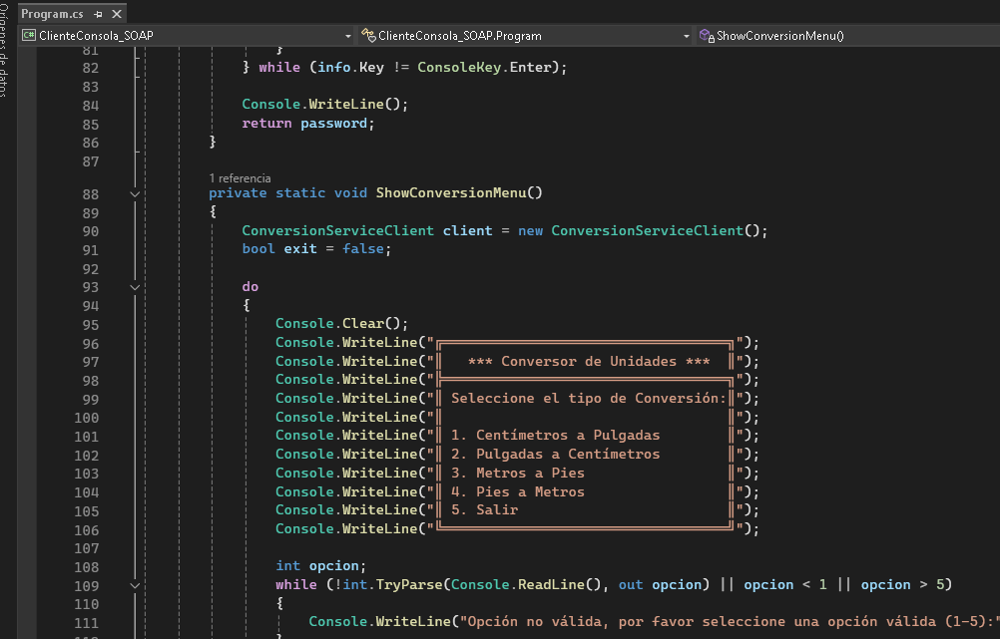 Orígenes de datos
Program.cs
ClienteConsola_SOAP ClienteConsola_SOAP.Program ShowConversionMenu()
81 }
82 } while (info.Key != ConsoleKey.Enter);
83
84 Console.WriteLine();
85 return password;
86 }
87
1 referencia
88 private static void ShowConversionMenu()
89 {
90 ConversionServiceClient client = new ConversionServiceClient();
91 bool exit = false;
92
93 do
94 {
95 Console.Clear();
96 Console.WriteLine("╔══════════════════════════════════╗");
97 Console.WriteLine("║   *** Conversor de Unidades ***  ║");
98 Console.WriteLine("╠══════════════════════════════════╗");
99 Console.WriteLine("║ Seleccione el tipo de Conversión:║");
100 Console.WriteLine("║                                  ║");
101 Console.WriteLine("║ 1. Centímetros a Pulgadas        ║");
102 Console.WriteLine("║ 2. Pulgadas a Centímetros        ║");
103 Console.WriteLine("║ 3. Metros a Pies                 ║");
104 Console.WriteLine("║ 4. Pies a Metros                 ║");
105 Console.WriteLine("║ 5. Salir                         ║");
106 Console.WriteLine("╚══════════════════════════════════╝");
107
108 int opcion;
109 while (!int.TryParse(Console.ReadLine(), out opcion) || opcion < 1 || opcion > 5)
110 {
111 Console.WriteLine("Opción no válida, por favor seleccione una opción válida (1-5):"